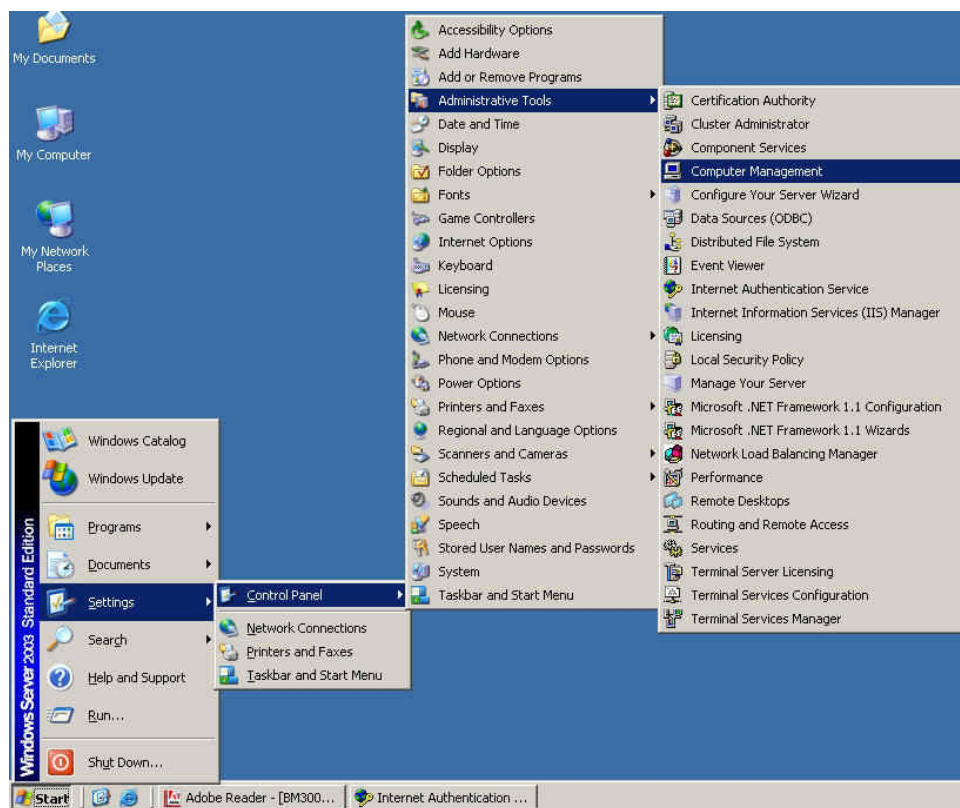 My Documents
My Computer
My Network
Places
Internet
Explorer
Windows Server 2003 Standard Edition
Windows Catalog
Windows Update
Programs
Documents
Settings
Search
Help and Support
Run...
Shut Down...
Control Panel
Network Connections
Printers and Faxes
Taskbar and Start Menu
Accessibility Options
Add Hardware
Add or Remove Programs
Administrative Tools
Date and Time
Display
Folder Options
Fonts
Game Controllers
Internet Options
Keyboard
Licensing
Mouse
Network Connections
Phone and Modem Options
Power Options
Printers and Faxes
Regional and Language Options
Scanners and Cameras
Scheduled Tasks
Sounds and Audio Devices
Speech
Stored User Names and Passwords
System
Taskbar and Start Menu
Certification Authority
Cluster Administrator
Component Services
Computer Management
Configure Your Server Wizard
Data Sources (ODBC)
Distributed File System
Event Viewer
Internet Authentication Service
Internet Information Services (IIS) Manager
Licensing
Local Security Policy
Manage Your Server
Microsoft .NET Framework 1.1 Configuration
Microsoft .NET Framework 1.1 Wizards
Network Load Balancing Manager
Performance
Remote Desktops
Routing and Remote Access
Services
Terminal Server Licensing
Terminal Services Configuration
Terminal Services Manager
Start
Adobe Reader - [BM300...
Internet Authentication ...